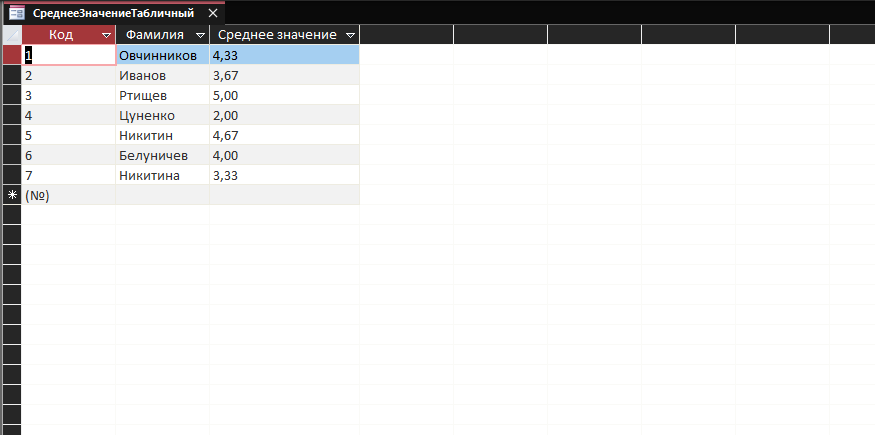 СреднееЗначениеТабличный
Код Фамилия Среднее значение
1 Овчинников 4,33
2 Иванов 3,67
3 Ртищев 5,00
4 Цуненко 2,00
5 Никитин 4,67
6 Белуничев 4,00
7 Никитина 3,33
(№)